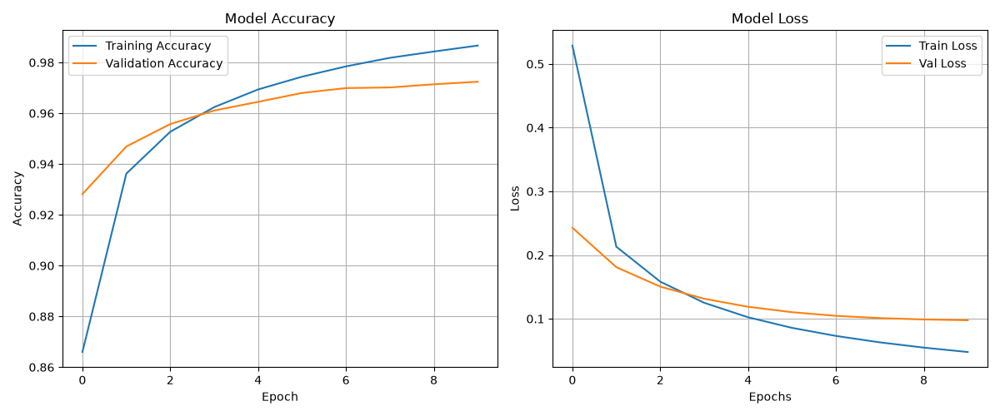 Model Accuracy
Training Accuracy
Validation Accuracy
0.98
0.96
0.94
0.92
0.90
0.88
0.86
Accuracy
0
2
4
6
8
Epoch
Model Loss
Train Loss
Val Loss
0.5
0.4
0.3
0.2
0.1
Loss
0
2
4
6
8
Epochs